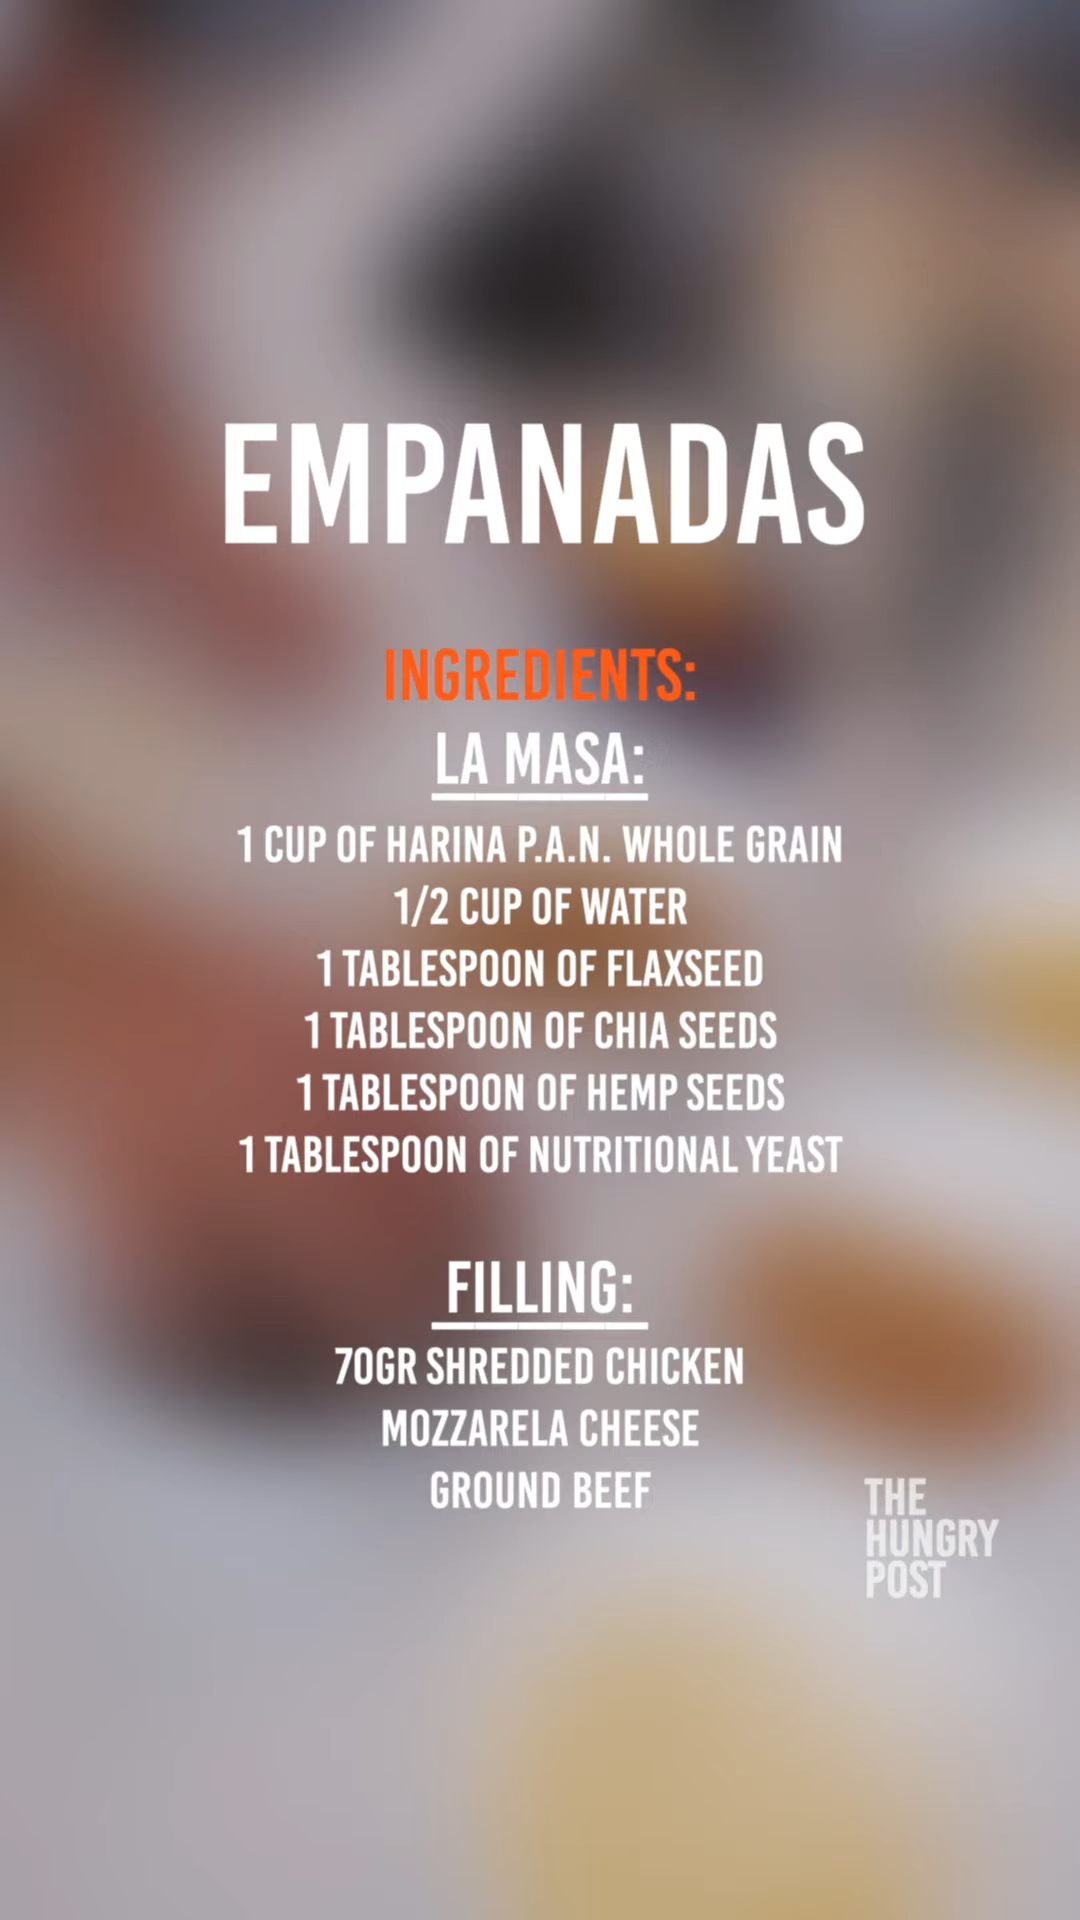 EMPANADAS
INGREDIENTS:
LA MASA:
1 CUP OF HARINA P.A.N. WHOLE GRAIN
1/2 CUP OF WATER
1 TABLESPOON OF FLAXSEED
1 TABLESPOON OF CHIA SEEDS
1 TABLESPOON OF HEMP SEEDS
1 TABLESPOON OF NUTRITIONAL YEAST
FILLING:
70GR SHREDDED CHICKEN
MOZZARELA CHEESE
GROUND BEEF
THE
HUNGRY
POST